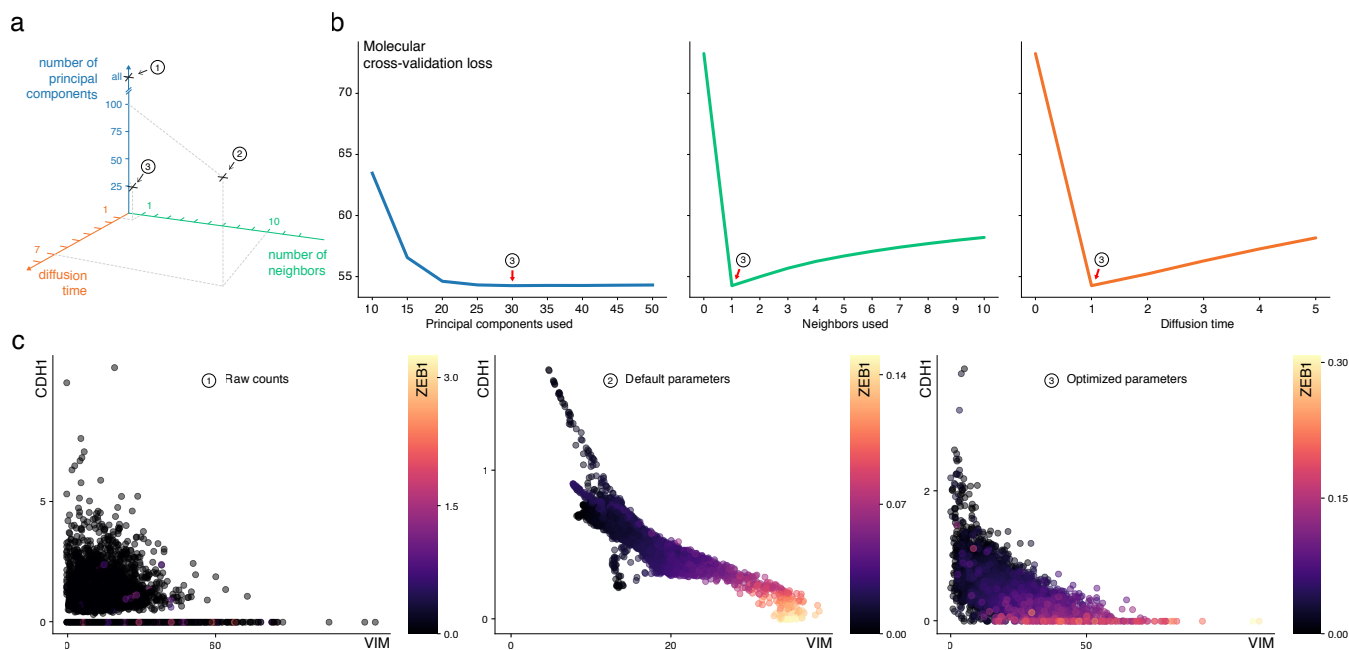 a
b
number of
principal
components
all
1
100
75
50
25
3
2
1
7
diffusion
time
1
10
number of
neighbors
Molecular
cross-validation loss
70
65
60
55
3
3
3
10 15 20 25 30 35 40 45 50
Principal components used
0 1 2 3 4 5 6 7 8 9 10
Neighbors used
0 1 2 3 4 5
Diffusion time
c
CDH1
1 Raw counts
5
0
0
VIM
ZEB1
3.0
1.5
0.0
CDH1
2 Default parameters
1
0
0 20
VIM
ZEB1
0.14
0.07
0.00
CDH1
3 Optimized parameters
2
0
0 50
VIM
ZEB1
0.30
0.15
0.00